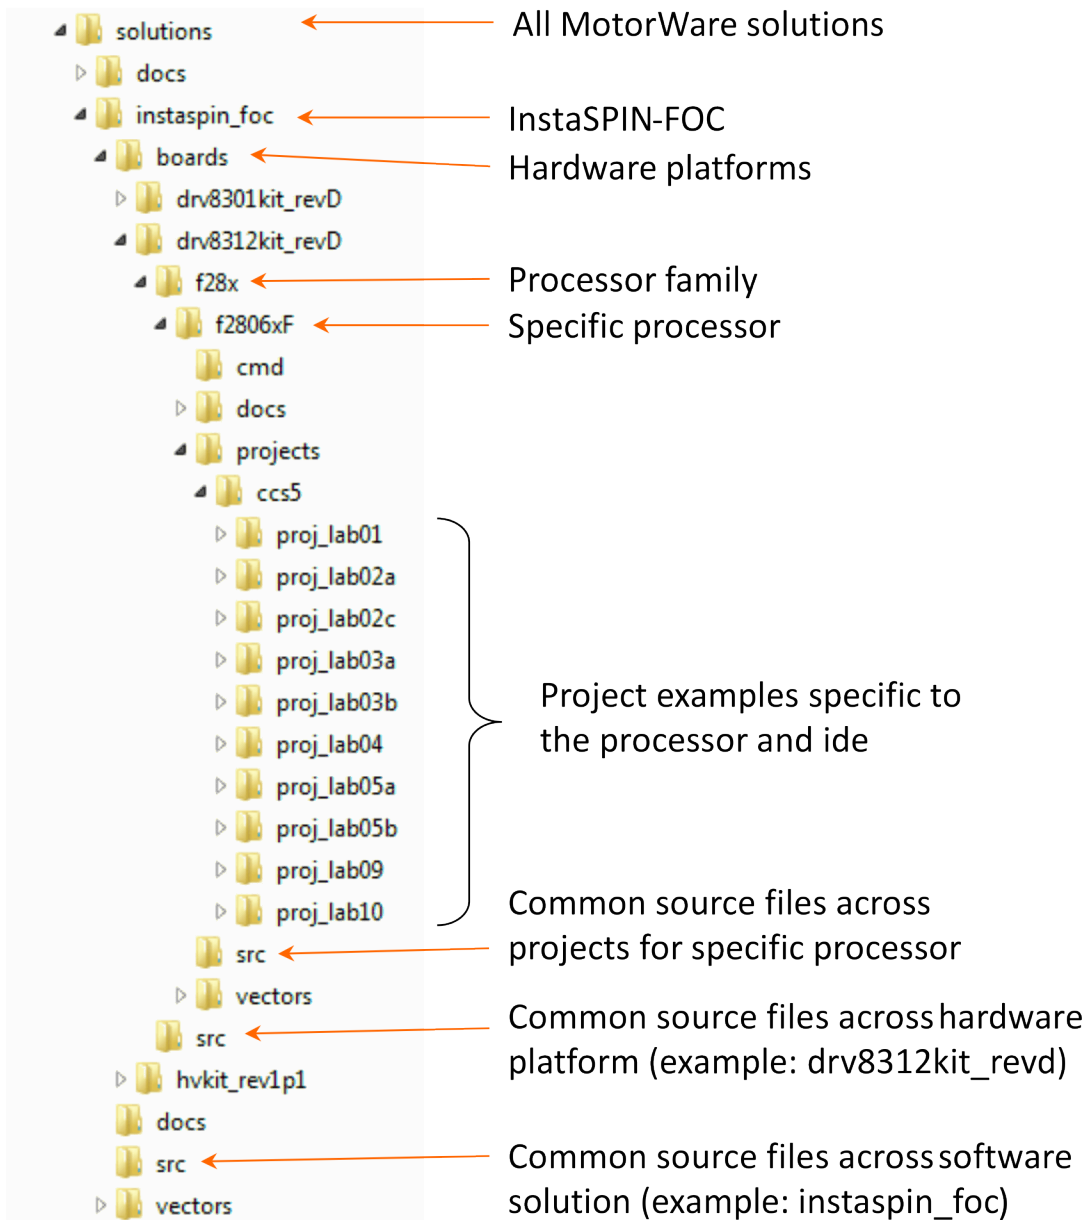 solutions
All MotorWare solutions
docs
instaspin_foc
InstaSPIN-FOC
boards
Hardware platforms
drv8301kit_revD
drv8312kit_revD
f28x
Processor family
f2806xF
Specific processor
cmd
docs
projects
ccs5
proj_lab01
proj_lab02a
proj_lab02c
proj_lab03a
proj_lab03b
Project examples specific to
the processor and ide
proj_lab04
proj_lab05a
proj_lab05b
proj_lab09
proj_lab10
Common source files across
projects for specific processor
src
vectors
src
Common source files across hardware
platform (example: drv8312kit_revd)
hvkit_rev1p1
docs
src
Common source files across software
solution (example: instaspin_foc)
vectors